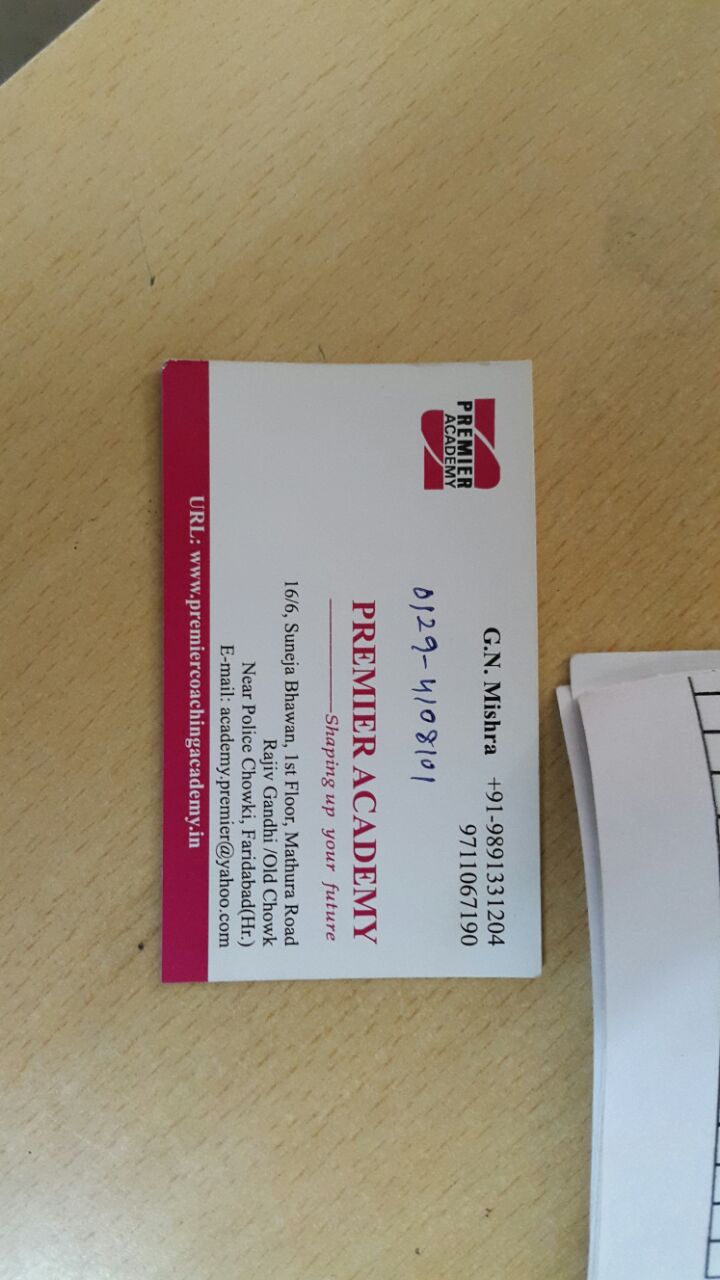 PREMIER
ACADEMY
G.N. Mishra +91-9891331204
9711067190
0129-4108101
PREMIER ACADEMY
Shaping up your future
16/6, Suneja Bhawan, 1st Floor, Mathura Road
Rajiv Gandhi /Old Chowk
Near Police Chowki, Faridabad(Hr.)
E-mail: academy.premier@yahoo.com
URL: www.premiercoachingacademy.in